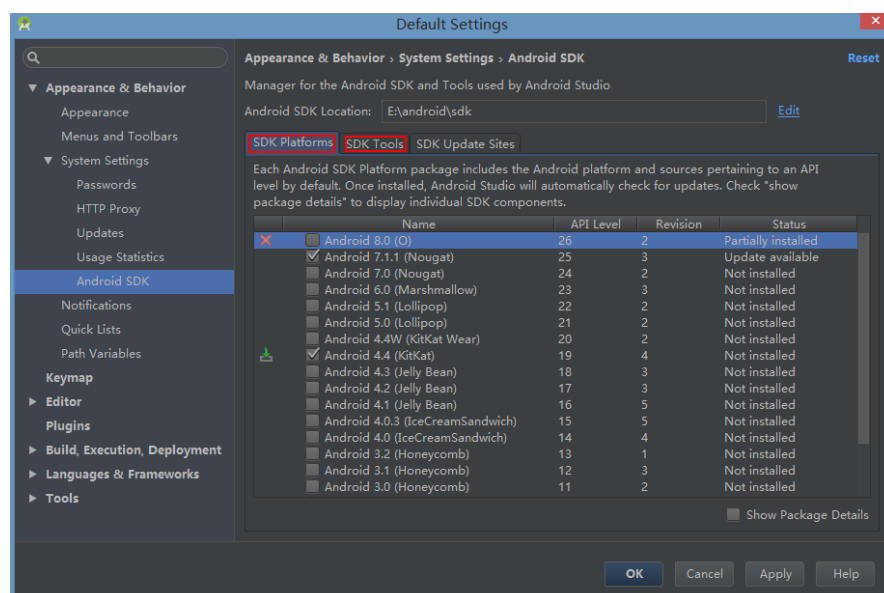 Default Settings
Appearance & Behavior › System Settings › Android SDK
Reset
Manager for the Android SDK and Tools used by Android Studio
Android SDK Location: E:\android\sdk Edit
SDK Platforms SDK Tools SDK Update Sites
Each Android SDK Platform package includes the Android platform and sources pertaining to an API
level by default. Once installed, Android Studio will automatically check for updates. Check "show
package details" to display individual SDK components.
Name API Level Revision Status
Android 8.0 (O) 26 2 Partially installed
Android 7.1.1 (Nougat) 25 3 Update available
Android 7.0 (Nougat) 24 2 Not installed
Android 6.0 (Marshmallow) 23 3 Not installed
Android 5.1 (Lollipop) 22 2 Not installed
Android 5.0 (Lollipop) 21 2 Not installed
Android 4.4W (KitKat Wear) 20 2 Not installed
Android 4.4 (KitKat) 19 4 Not installed
Android 4.3 (Jelly Bean) 18 3 Not installed
Android 4.2 (Jelly Bean) 17 3 Not installed
Android 4.1 (Jelly Bean) 16 5 Not installed
Android 4.0.3 (IceCreamSandwich) 15 5 Not installed
Android 4.0 (IceCreamSandwich) 14 4 Not installed
Android 3.2 (Honeycomb) 13 1 Not installed
Android 3.1 (Honeycomb) 12 3 Not installed
Android 3.0 (Honeycomb) 11 2 Not installed
Show Package Details
Appearance & Behavior
Appearance
Menus and Toolbars
System Settings
Passwords
HTTP Proxy
Updates
Usage Statistics
Android SDK
Notifications
Quick Lists
Path Variables
Keymap
Editor
Plugins
Build, Execution, Deployment
Languages & Frameworks
Tools
OK Cancel Apply Help